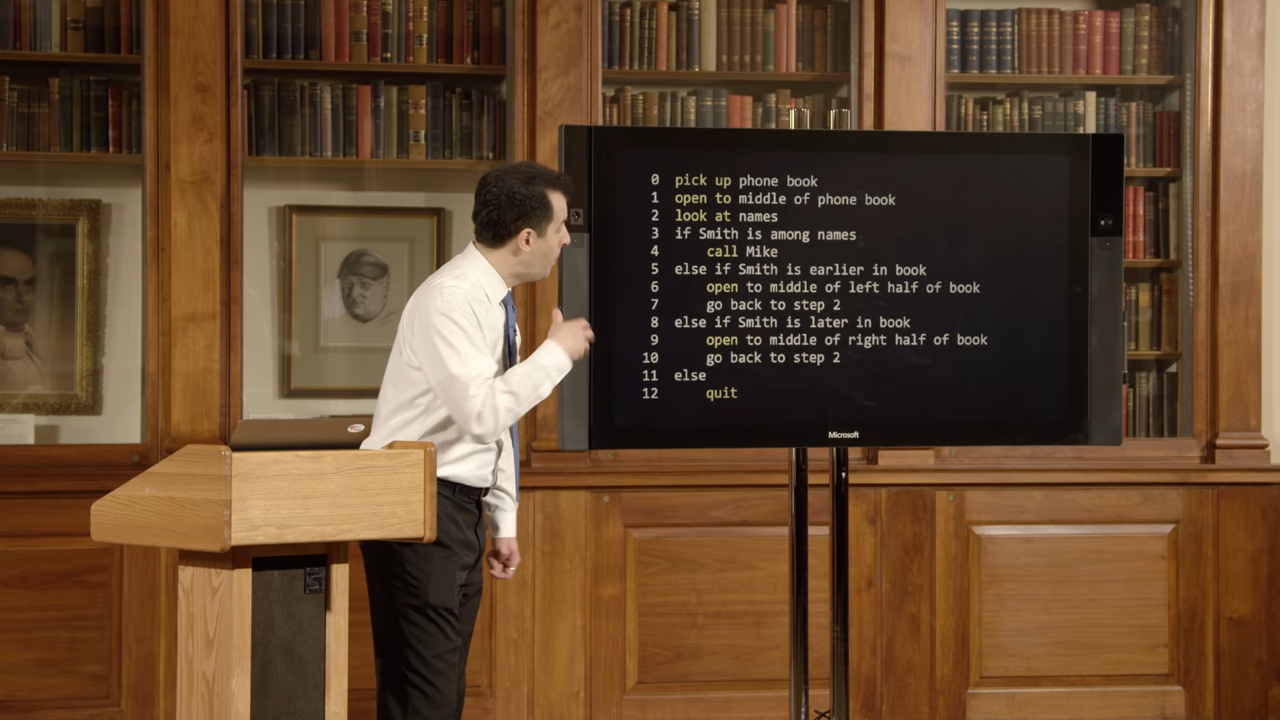 0 pick up phone book
1 open to middle of phone book
2 look at names
3 if Smith is among names
4 call Mike
5 else if Smith is earlier in book
6 open to middle of left half of book
7 go back to step 2
8 else if Smith is later in book
9 open to middle of right half of book
10 go back to step 2
11 else
12 quit
Microsoft